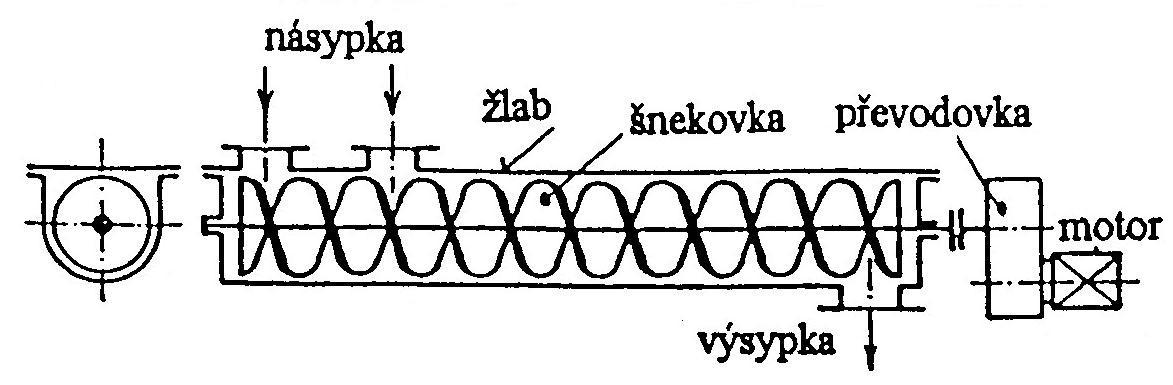 násypka
žlab
šnekovka
převodovka
motor
výsypka